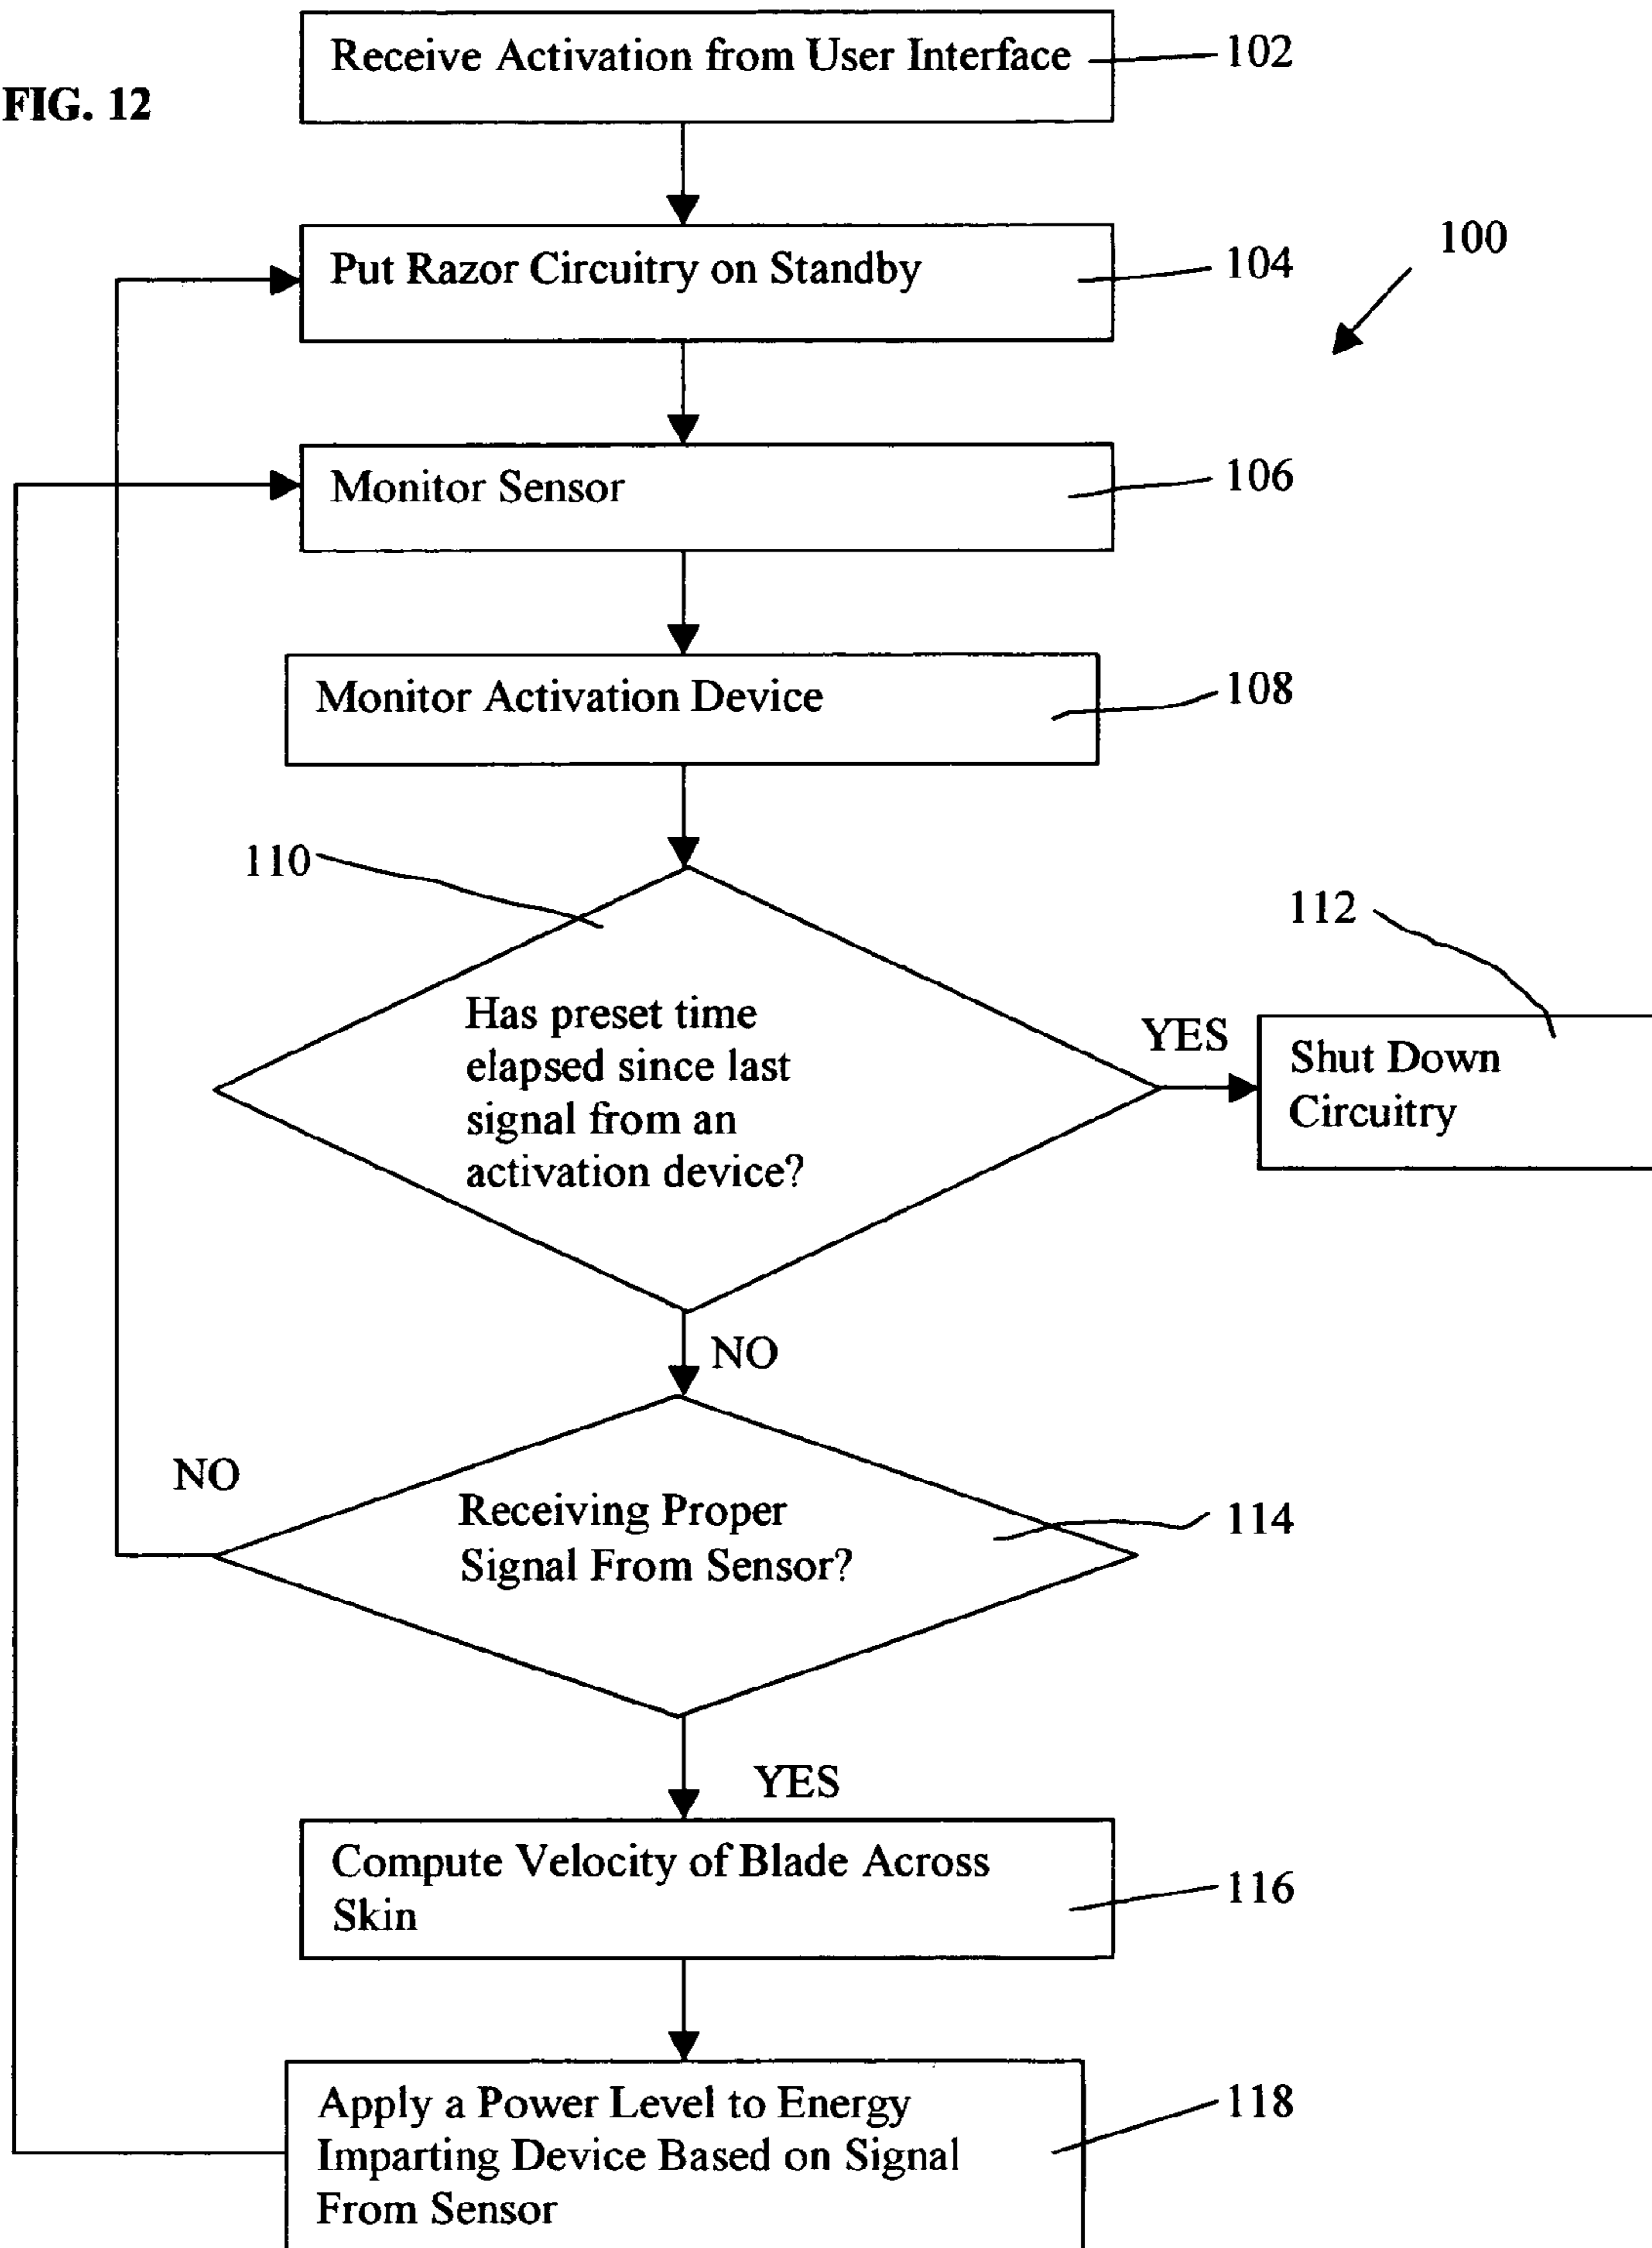 Receive Activation from User Interface
102
FIG. 12
Put Razor Circuitry on Standby
104
100
Monitor Sensor
106
Monitor Activation Device
108
110
112
Has preset time
elapsed since last
signal from an
activation device?
YES
Shut Down
Circuitry
NO
NO
Receiving Proper
Signal From Sensor?
114
YES
Compute Velocity of Blade Across
Skin
116
Apply a Power Level to Energy
Imparting Device Based on Signal
From Sensor
118